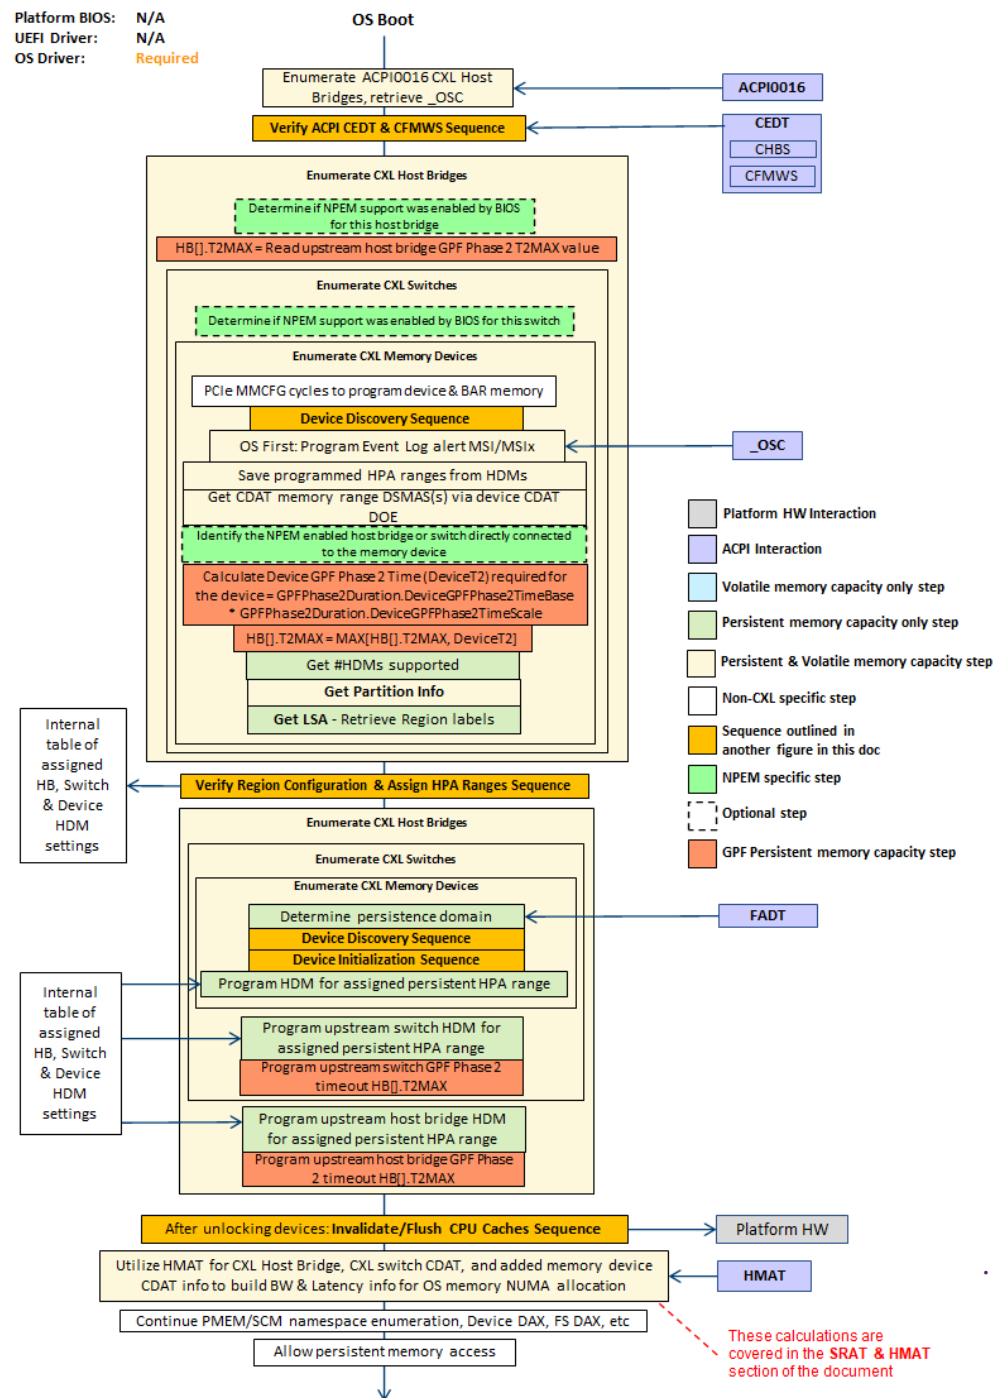 Platform BIOS: N/A
UEFI Driver: N/A
OS Driver: Required
OS Boot
Enumerate ACPI0016 CXL Host
Bridges, retrieve _OSC
ACPI0016
Verify ACPI CEDT & CFMWS Sequence
CEDT
CHBS
CFMWS
Enumerate CXL Host Bridges
Determine if NPEM support was enabled by BIOS
for this host bridge
HB[].T2MAX = Read upstream host bridge GPF Phase 2 T2MAX value
Enumerate CXL Switches
Determine if NPEM support was enabled by BIOS for this switch
Enumerate CXL Memory Devices
PCIe MMCFG cycles to program device & BAR memory
Device Discovery Sequence
OS First: Program Event Log alert MSI/MSIx
_OSC
Save programmed HPA ranges from HDMs
Get CDAT memory range DSMAS(s) via device CDAT
DOE
Identify the NPEM enabled host bridge or switch directly connected
to the memory device
Calculate Device GPF Phase 2 Time (DeviceT2) required for
the device = GPFPhase2Duration.DeviceGPFPhase2TimeBase
* GPFPhase2Duration.DeviceGPFPhase2TimeScale
HB[].T2MAX = MAX[HB[].T2MAX, DeviceT2]
Get #HDMs supported
Get Partition Info
Get LSA - Retrieve Region labels
Platform HW Interaction
ACPI Interaction
Volatile memory capacity only step
Persistent memory capacity only step
Persistent & Volatile memory capacity step
Non-CXL specific step
Sequence outlined in
another figure in this doc
NPEM specific step
Optional step
GPF Persistent memory capacity step
Internal
table of
assigned
HB, Switch
& Device
HDM
settings
Verify Region Configuration & Assign HPA Ranges Sequence
Enumerate CXL Host Bridges
Enumerate CXL Switches
Enumerate CXL Memory Devices
Determine persistence domain
FADT
Device Discovery Sequence
Device Initialization Sequence
Program HDM for assigned persistent HPA range
Internal
table of
assigned
HB, Switch
& Device
HDM
settings
Program upstream switch HDM for
assigned persistent HPA range
Program upstream switch GPF Phase 2
timeout HB[].T2MAX
Program upstream host bridge HDM
for assigned persistent HPA range
Program upstream host bridge GPF Phase
2 timeout HB[].T2MAX
After unlocking devices: Invalidate/Flush CPU Caches Sequence
Platform HW
Utilize HMAT for CXL Host Bridge, CXL switch CDAT, and added memory device
CDAT info to build BW & Latency info for OS memory NUMA allocation
HMAT
Continue PMEM/SCM namespace enumeration, Device DAX, FS DAX, etc
Allow persistent memory access
These calculations are
covered in the SRAT & HMAT
section of the document